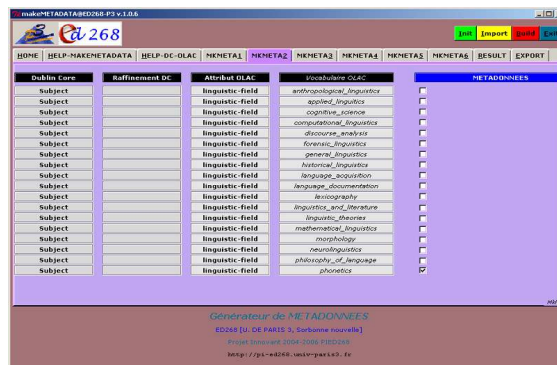 makeMETADATA@ED268-P3 v.1.0.6
Ed 268
Init Import Build Exit
HOME HELP-MAKEMETADATA HELP-DC-OLAC MKMETA1 MKMETA2 MKMETA3 MKMETA4 MKMETA5 MKMETA6 RESULT EXPORT
Dublin Core Raffinement DC Attribut OLAC Vocabulaire OLAC METADONNEES
Subject linguistic-field anthropological_linguistics
Subject linguistic-field applied_linguitics
Subject linguistic-field cognitive_science
Subject linguistic-field computational_linguistics
Subject linguistic-field discourse_analysis
Subject linguistic-field forensic_linguistics
Subject linguistic-field general_linguistics
Subject linguistic-field historical_linguistics
Subject linguistic-field language_acquisition
Subject linguistic-field language_documentation
Subject linguistic-field lexicography
Subject linguistic-field linguistics_and_literature
Subject linguistic-field linguistic_theories
Subject linguistic-field mathematical_linguistics
Subject linguistic-field morphology
Subject linguistic-field neurolinguistics
Subject linguistic-field philosophy_of_language
Subject linguistic-field phonetics
Générateur de METADONNEES
ED268 [U. DE PARIS 3, Sorbonne nouvelle]
Projet Innovant 2004-2006 PIED268
http://pi-ed268.univ-paris3.fr